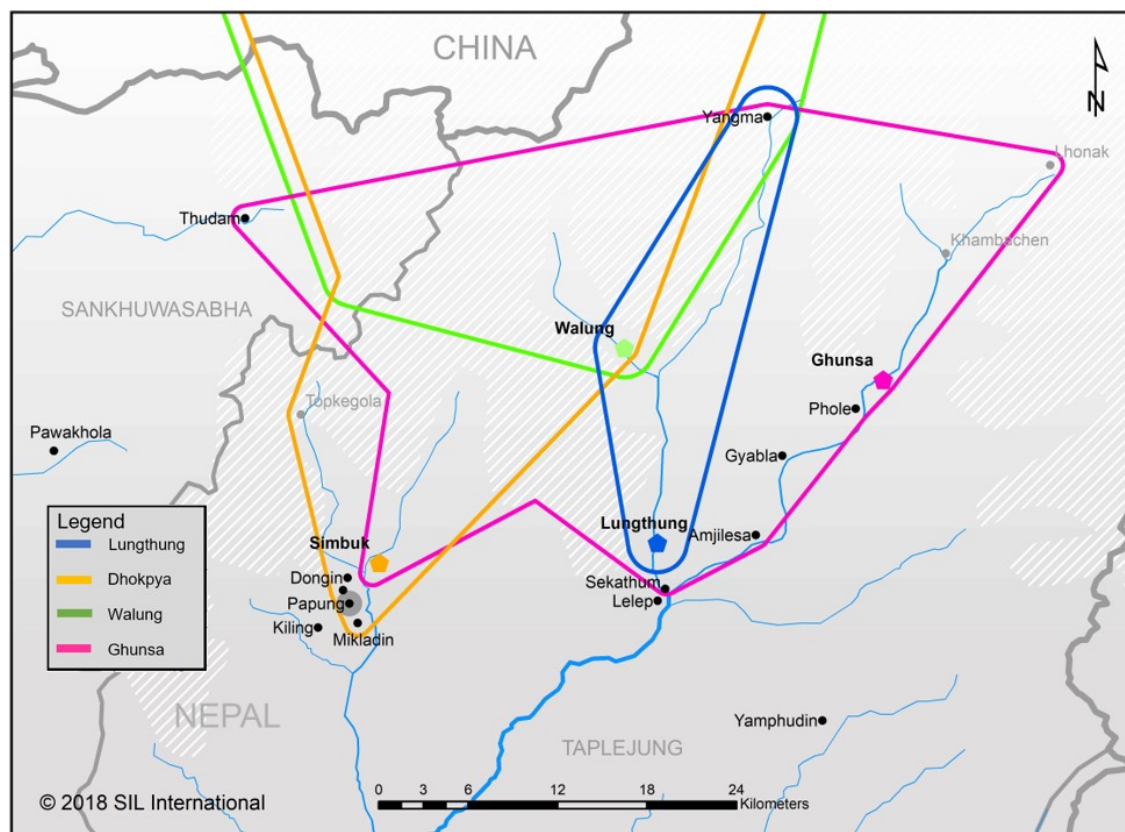 CHINA
N
Yangma
Lhonak
Thudam
Khambachen
SANKHUWASABHA
Walung
Ghunsa
Topkegola
Phole
Pawakhola
Gyabla
Legend
Lungthung
Dhokpya
Walung
Ghunsa
Lungthung
Amjilesa
Simbuk
Dongin
Sekathum
Papung
Lelep
Kiling
Mikladin
NEPAL
Yamphudin
TAPLEJUNG
0 3 6 12 18 24
Kilometers
© 2018 SIL International